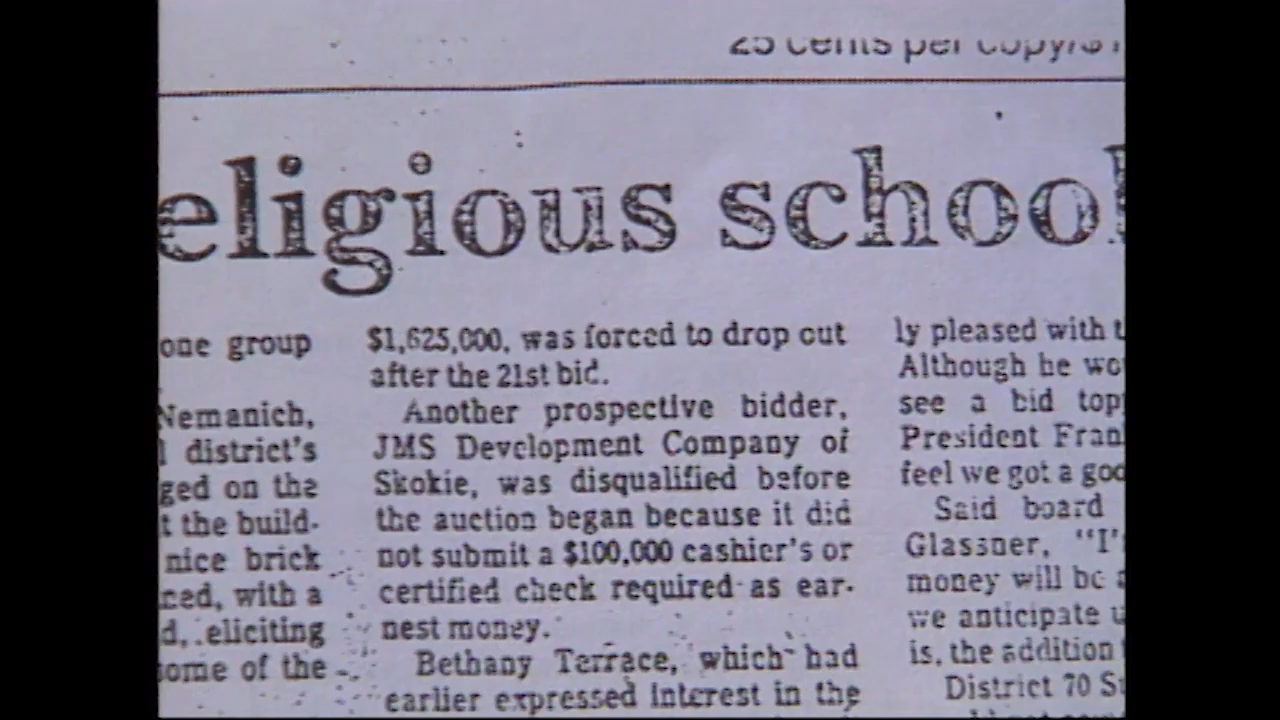 25 cents per copy/$1
eligious school
one group
Nemanich,
l district's
ged on the
t the build-
nice brick
ced, with a
d, eliciting
some of the
$1,625,000, was forced to drop out
after the 21st bid.
Another prospective bidder,
JMS Development Company of
Skokie, was disqualified before
the auction began because it did
not submit a $100,000 cashier's or
certified check required as ear-
nest money.
Bethany Terrace, which had
earlier expressed interest in the
ly pleased with t
Although he wo
see a bid top
President Fran
feel we got a goo
Said board
Glassner, "I'
money will be a
we anticipate u
is, the addition
District 70 Su